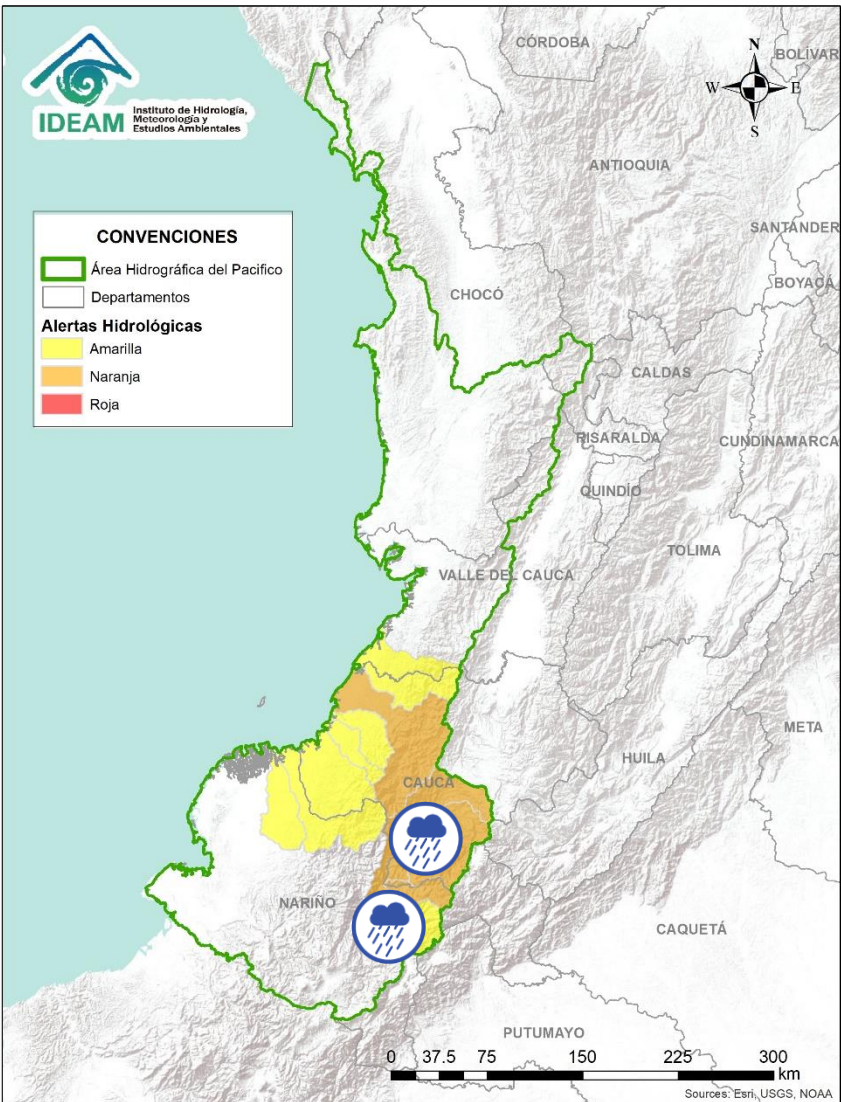 IDEAM
Instituto de Hidrología,
Meteorología y
Estudios Ambientales
CÓRDOBA
BOLÍVAR
N
W
E
S
ANTIOQUIA
SANTANDER
BOYACÁ
CONVENCIONES
Área Hidrográfica del Pacifico
Departamentos
Alertas Hidrológicas
Amarilla
Naranja
Roja
CHOCÓ
CALDAS
RISARALDA
CUNDINAMARCA
QUINDÍO
TOLIMA
VALLE DEL CAUCA
META
HUILA
CAUCA
NARIÑO
CAQUETÁ
PUTUMAYO
0 37.5 75 150 225 300
km
Sources: Esri, USGS, NOAA